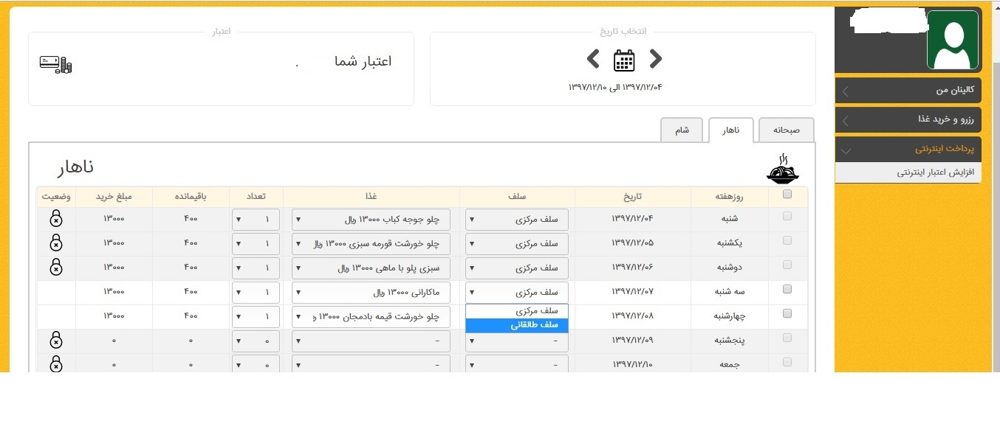 کالینان من
رزرو و خرید غذا
پرداخت اینترنتی
افزایش اعتبار اینترنتی
انتخاب تاریخ
۱۳۹۷/۱۲/۰۴ الی ۱۳۹۷/۱۲/۱۰
اعتبار
اعتبار شما .
صبحانه ناهار شام
ناهار
روزهفته تاریخ سلف غذا تعداد باقیمانده مبلغ خرید وضعیت
شنبه ۱۳۹۷/۱۲/۰۴ سلف مرکزی چلو جوجه کباب ۱۳۰۰۰ ریال ۱ ۴۰۰ ۱۳۰۰۰
یکشنبه ۱۳۹۷/۱۲/۰۵ سلف مرکزی چلو خورشت قورمه سبزی ۱۳۰۰۰ ریال ۱ ۴۰۰ ۱۳۰۰۰
دوشنبه ۱۳۹۷/۱۲/۰۶ سلف مرکزی سبزی پلو با ماهی ۱۳۰۰۰ ریال ۱ ۴۰۰ ۱۳۰۰۰
سه شنبه ۱۳۹۷/۱۲/۰۷ سلف مرکزی ماکارانی ۱۳۰۰۰ ریال ۱ ۴۰۰ ۱۳۰۰۰
سلف مرکزی
چهارشنبه ۱۳۹۷/۱۲/۰۸ چلو خورشت قیمه بادمجان ۱۳۰۰۰ ر ۱ ۴۰۰ ۱۳۰۰۰
سلف طالقانی
پنجشنبه ۱۳۹۷/۱۲/۰۹ - - ۰ ۰ ۰
جمعه ۱۳۹۷/۱۲/۱۰ - - ۰ ۰ ۰